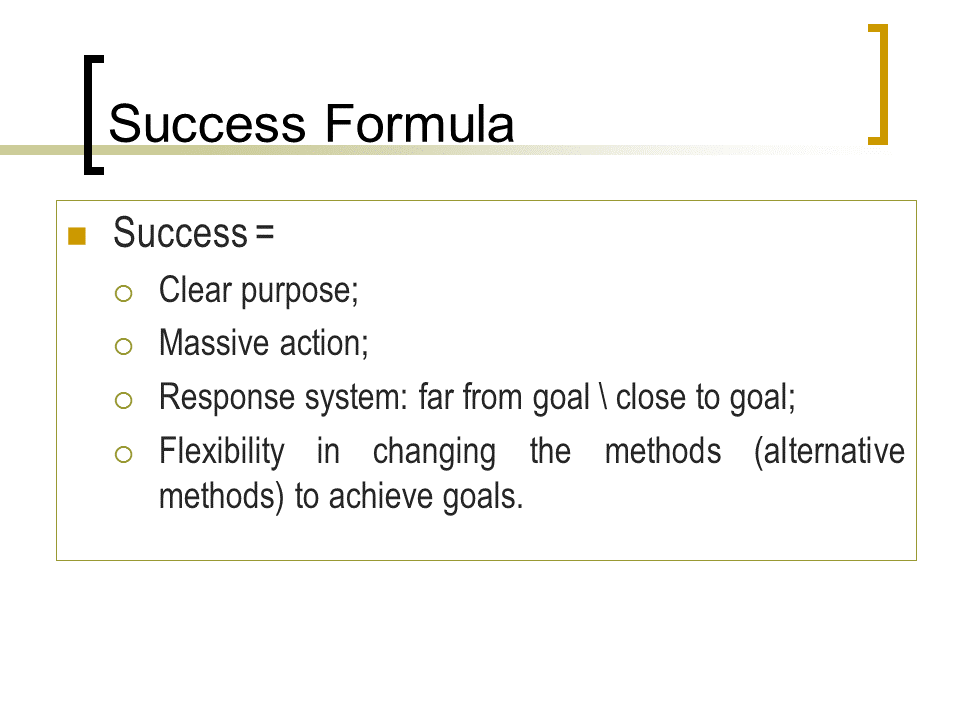 Success Formula
Success =
Clear purpose;
Massive action;
Response system: far from goal \ close to goal;
Flexibility in changing the methods (alternative
methods) to achieve goals.